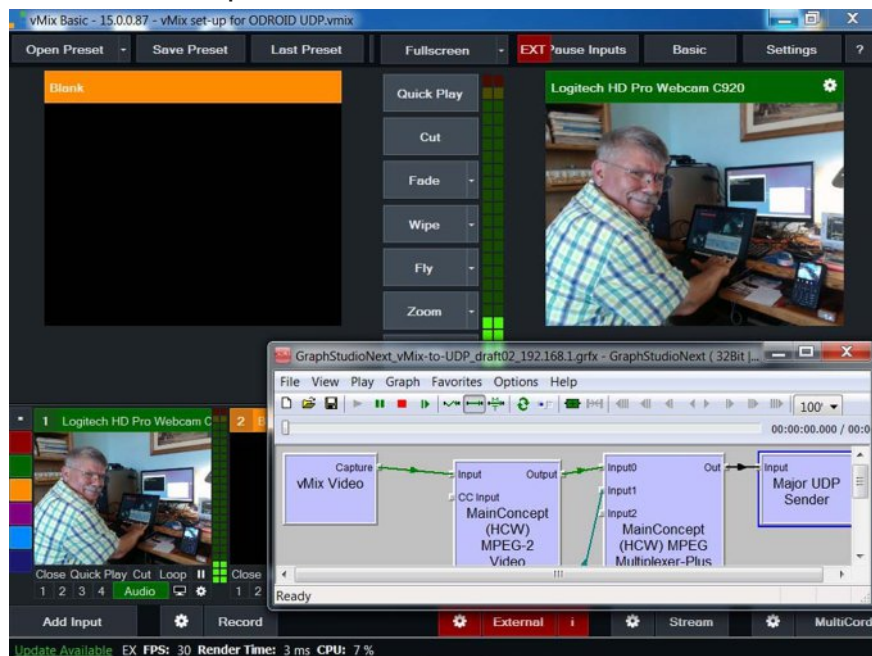 vMix Basic - 15.0.0.87 - vMix set-up for ODROID UDP.vmix
Open Preset Save Preset Last Preset Fullscreen EXT Pause Inputs Basic Settings ?
Blank
Quick Play
Logitech HD Pro Webcam C920
Cut
Fade
Wipe
Fly
Zoom
GraphStudioNext_vMix-to-UDP_draft02_192.168.1.grfx - GraphStudioNext ( 32Bit |...
File View Play Graph Favorites Options Help
100'
00:00:00.000 / 00:0
1 Logitech HD Pro Webcam C 2
Capture
vMix Video
Input Output
CC Input
MainConcept
(HCW)
MPEG-2
Video
Input0 Out
Input1
Input2
MainConcept
(HCW) MPEG
Multiplexer-Plus
Input
Major UDP
Sender
Close Quick Play Cut Loop Close
1 2 3 4 Audio 1 2
Ready
Add Input Record External i Stream MultiCord
Update Available EX FPS: 30 Render Time: 3 ms CPU: 7 %